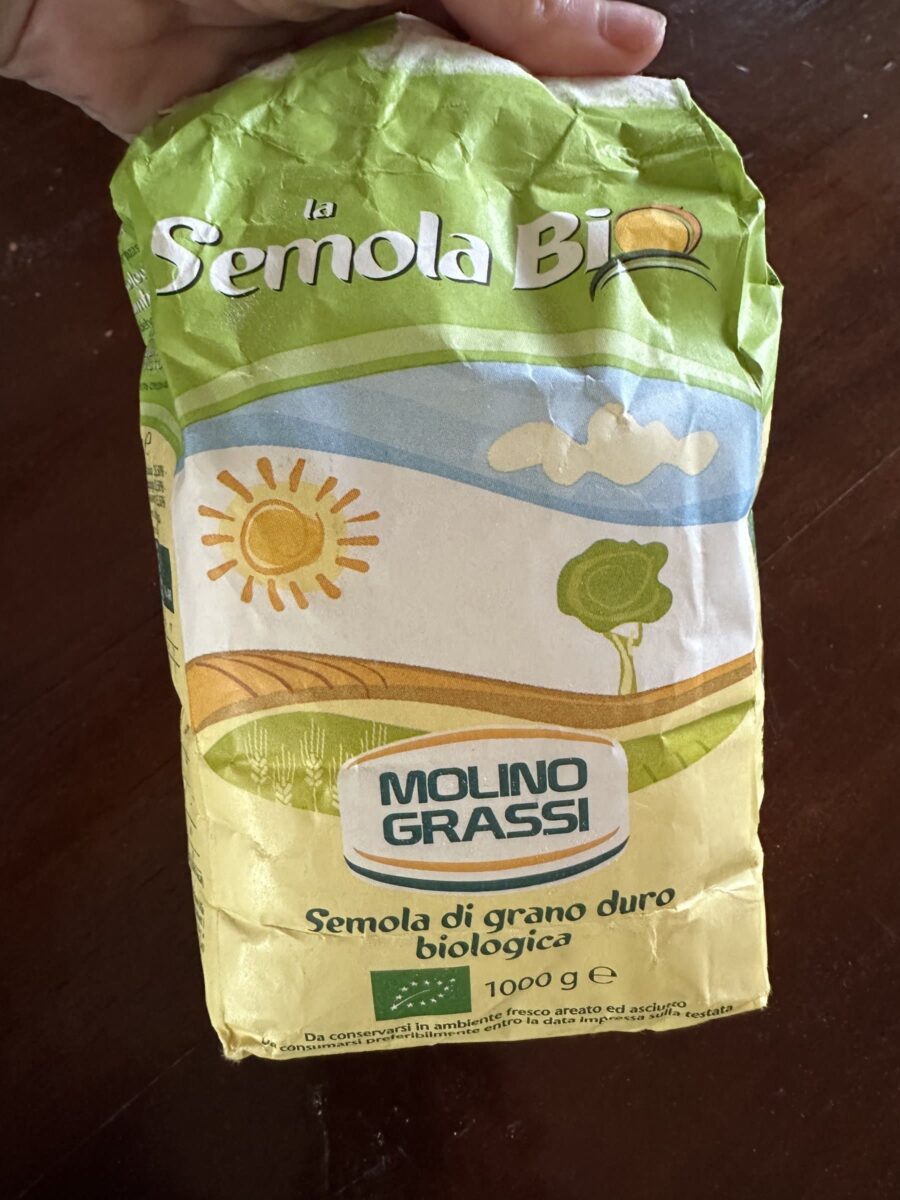 la
Semola Bio
MOLINO
GRASSI
Semola di grano duro
biologica
1000 g ℮
Da conservarsi in ambiente fresco areato ed asciutto
Da consumarsi preferibilmente entro la data impressa sulla testata